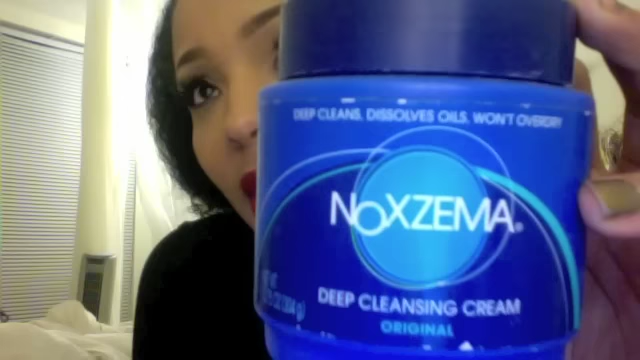 DEEP CLEANS, DISSOLVES OILS, WON'T OVERDRY
NOXZEMA®
DEEP CLEANSING CREAM
ORIGINAL